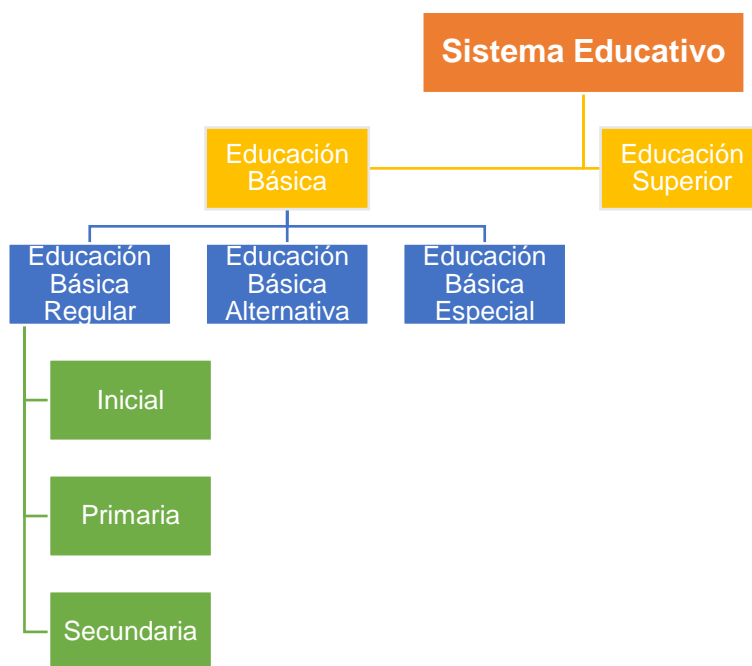 Sistema Educativo
Educación
Básica
Educación
Superior
Educación
Básica
Regular
Educación
Básica
Alternativa
Educación
Básica
Especial
Inicial
Primaria
Secundaria